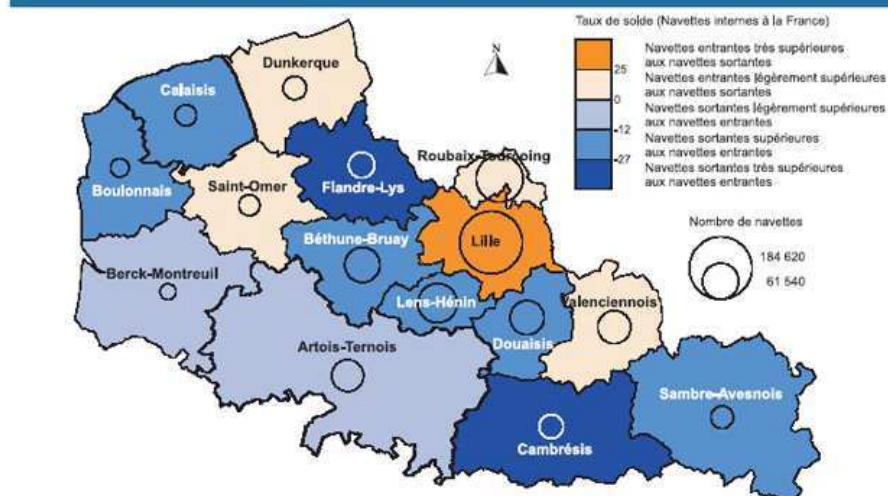 Taux de solde (Navettes internes à la France)
Navettes entrantes très supérieures
aux navettes sortantes
25
Navettes entrantes légèrement supérieures
aux navettes sortantes
0
Navettes sortantes légèrement supérieures
aux navettes entrantes
-12
Navettes sortantes supérieures
aux navettes entrantes
-27
Navettes sortantes très supérieures
aux navettes entrantes
Nombre de navettes
184 620
61 540
N
Dunkerque
Calaisis
Roubaix-Tourcoing
Boulonnais
Saint-Omer
Flandre-Lys
Béthune-Bruay
Lille
Berck-Montreuil
Lens-Hénin
Valenciennois
Artois-Ternois
Douaisis
Sambre-Avesnois
Cambrésis